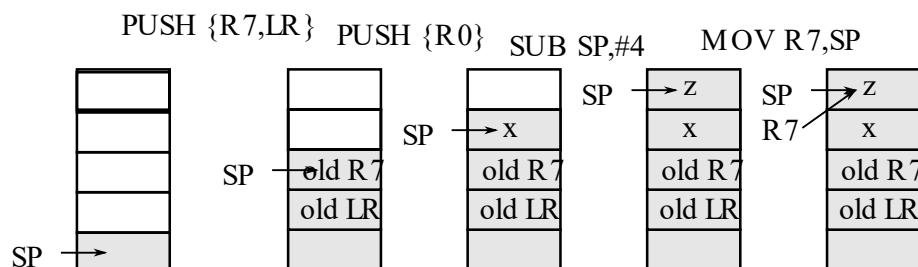 PUSH {R7,LR} PUSH {R0} SUB SP,#4 MOV R7,SP
SP z SP z
SP x x R7 x
SP old R7 old R7 old R7 old R7
old LR old LR old LR old LR
SP